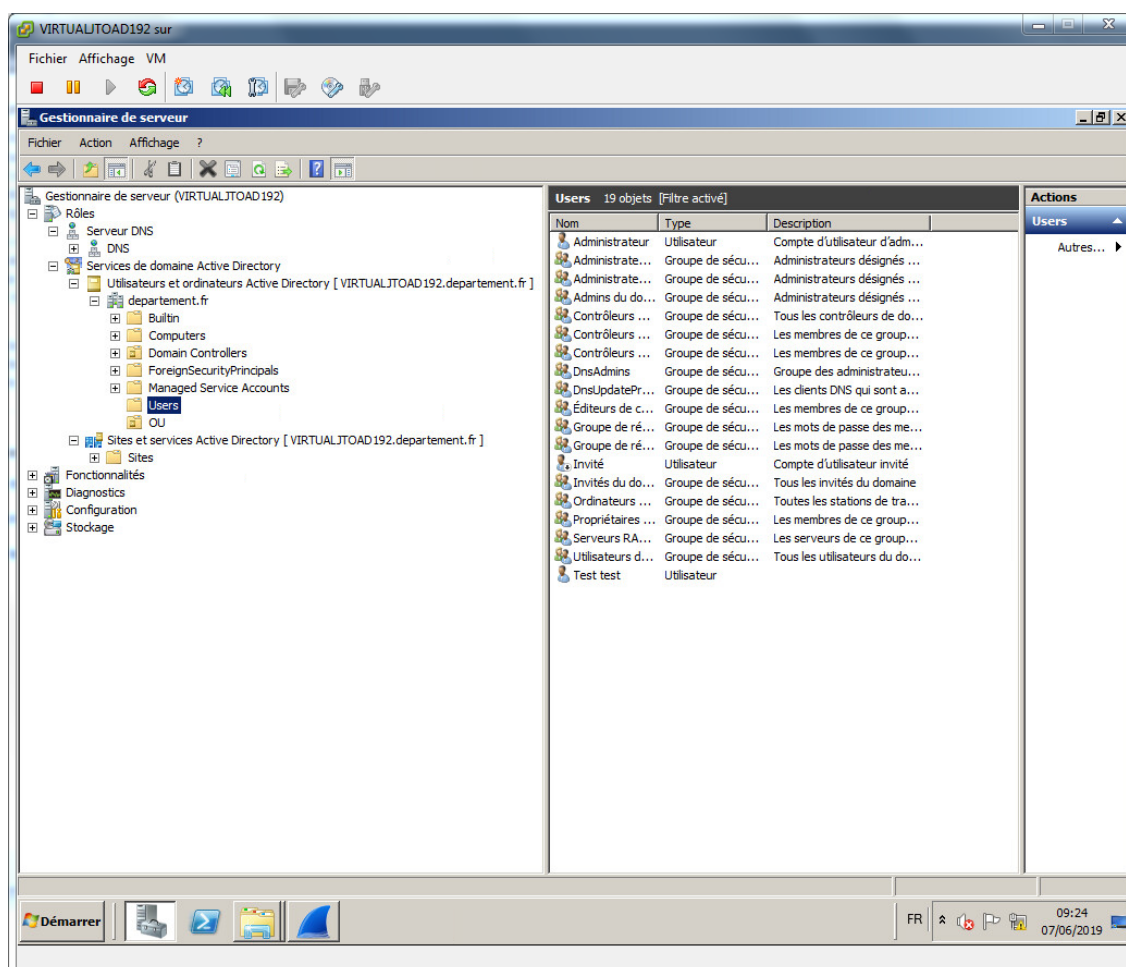 VIRTUALJTOAD192 sur
Fichier Affichage VM
Gestionnaire de serveur
Fichier Action Affichage ?
Gestionnaire de serveur (VIRTUALJTOAD192)
Rôles
Serveur DNS
DNS
Services de domaine Active Directory
Utilisateurs et ordinateurs Active Directory [ VIRTUALJTOAD192.departement.fr ]
departement.fr
Builtin
Computers
Domain Controllers
ForeignSecurityPrincipals
Managed Service Accounts
Users
OU
Sites et services Active Directory [ VIRTUALJTOAD192.departement.fr ]
Sites
Fonctionnalités
Diagnostics
Configuration
Stockage
Users 19 objets [Filtre activé]
Nom Type Description
Administrateur Utilisateur Compte d'utilisateur d'adm...
Administrate... Groupe de sécu... Administrateurs désignés ...
Administrate... Groupe de sécu... Administrateurs désignés ...
Admins du do... Groupe de sécu... Administrateurs désignés ...
Contrôleurs ... Groupe de sécu... Tous les contrôleurs de do...
Contrôleurs ... Groupe de sécu... Les membres de ce group...
Contrôleurs ... Groupe de sécu... Les membres de ce group...
DnsAdmins Groupe de sécu... Groupe des administrateu...
DnsUpdatePr... Groupe de sécu... Les clients DNS qui sont a...
Éditeurs de c... Groupe de sécu... Les membres de ce group...
Groupe de ré... Groupe de sécu... Les mots de passe des me...
Groupe de ré... Groupe de sécu... Les mots de passe des me...
Invité Utilisateur Compte d'utilisateur invité
Invités du do... Groupe de sécu... Tous les invités du domaine
Ordinateurs ... Groupe de sécu... Toutes les stations de tra...
Propriétaires ... Groupe de sécu... Les membres de ce group...
Serveurs RA... Groupe de sécu... Les serveurs de ce group...
Utilisateurs d... Groupe de sécu... Tous les utilisateurs du do...
Test test Utilisateur
Actions
Users
Autres...
Démarrer
FR
09:24
07/06/2019